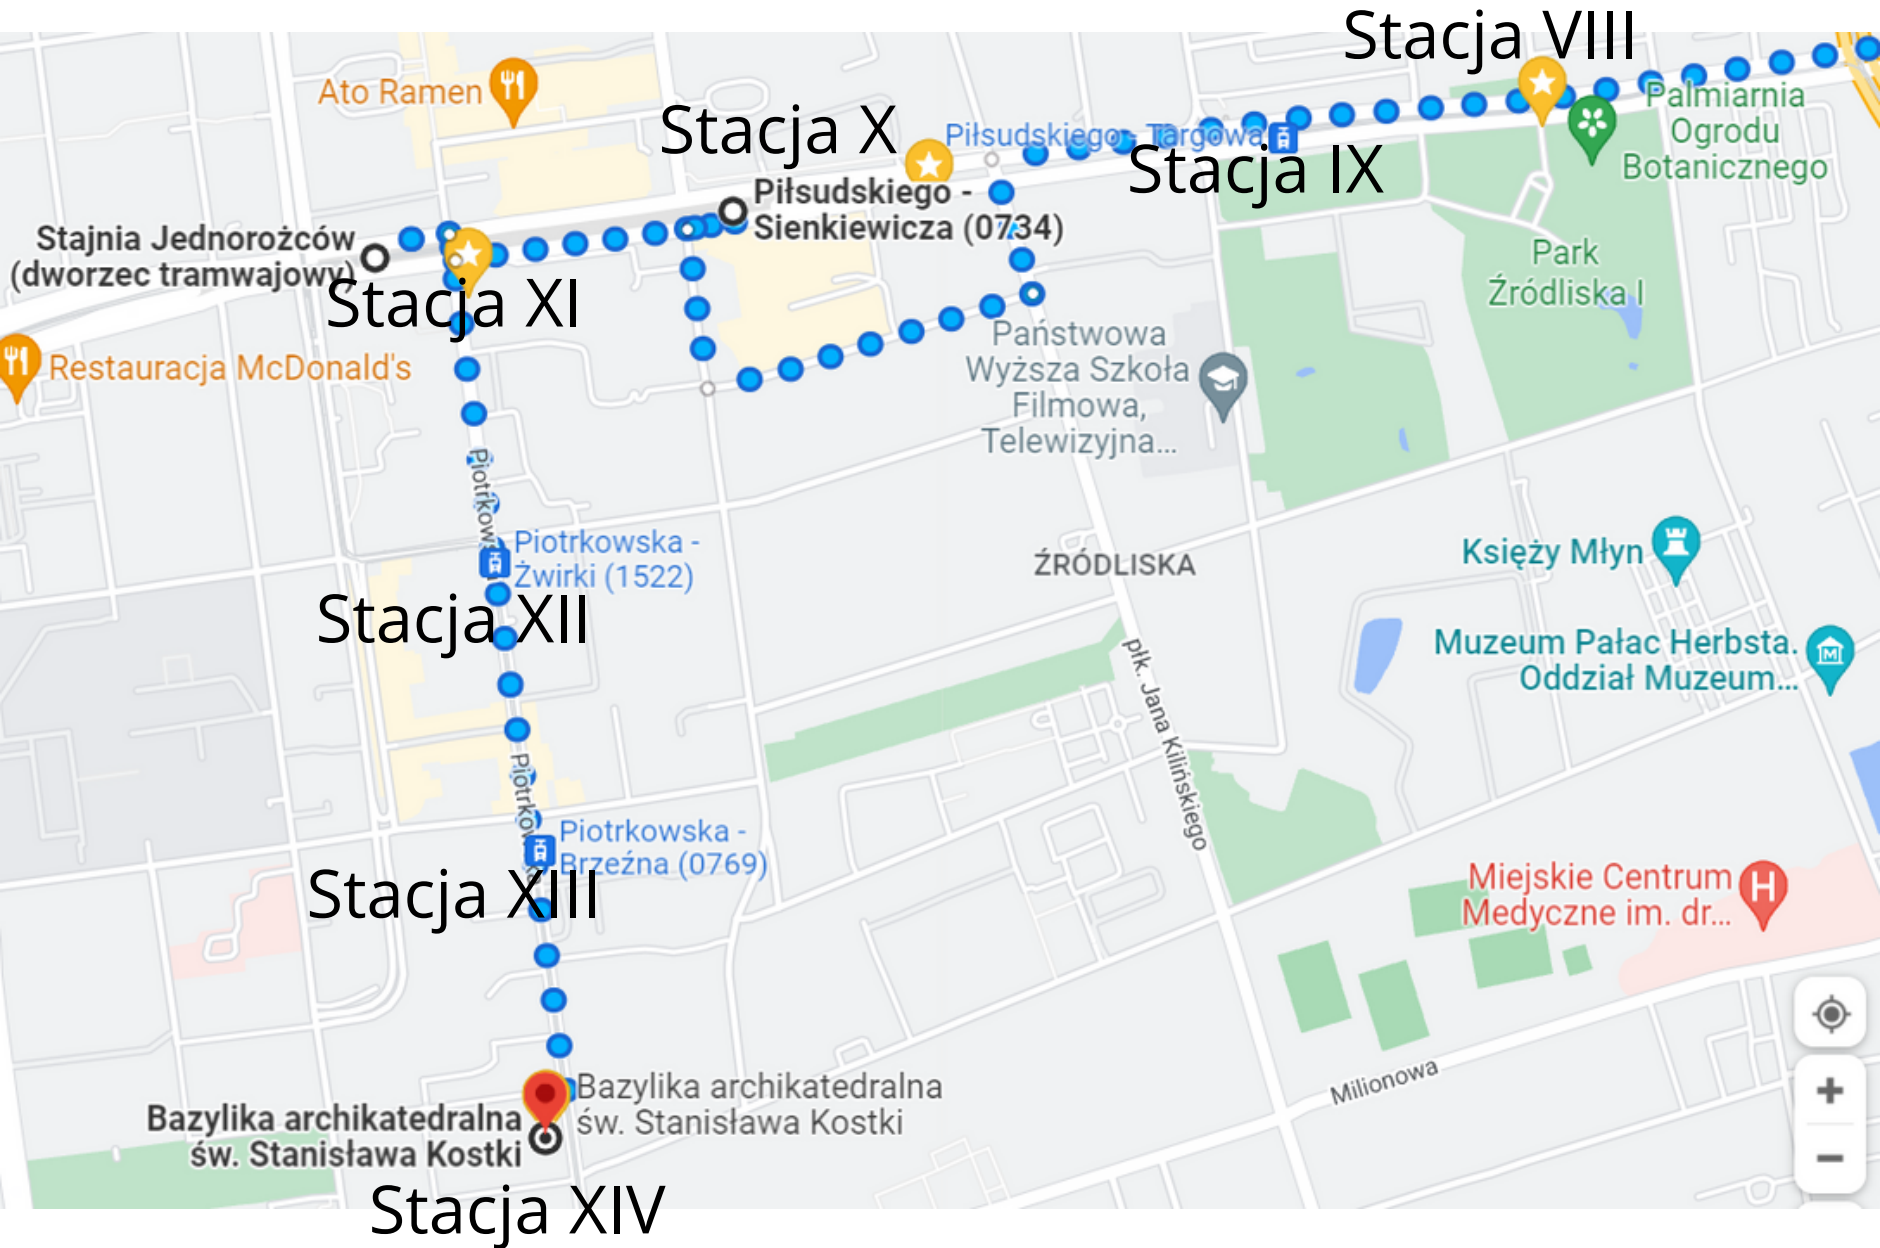 Stacja VIII
Ato Ramen
Stacja X
Piłsudskiego - Targowa
Palmiarnia
Ogrodu
Botanicznego
Stacja IX
Piłsudskiego -
Sienkiewicza (0734)
Stajnia Jednorożców
(dworzec tramwajowy)
Stacja XI
Park
Źródliska I
Restauracja McDonald's
Państwowa
Wyższa Szkoła
Filmowa,
Telewizyjna...
Piotrkows
Piotrkowska -
Żwirki (1522)
Księży Młyn
ŹRÓDLISKA
Stacja XII
Muzeum Pałac Herbsta.
Oddział Muzeum...
płk. Jana Kilińskiego
Piotrkow
Piotrkowska -
Brzeźna (0769)
Stacja XIII
Miejskie Centrum
Medyczne im. dr...
Milionowa
Bazylika archikatedralna
św. Stanisława Kostki
Bazylika archikatedralna
św. Stanisława Kostki
Stacja XIV